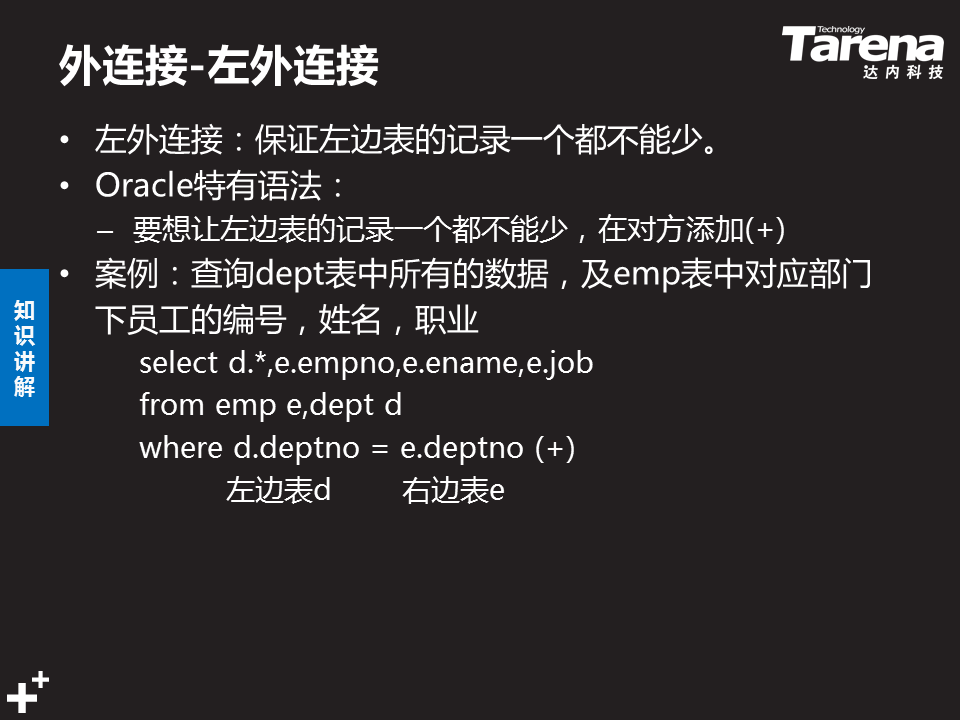 外连接-左外连接
Technology
Tarena
达内科技
• 左外连接：保证左边表的记录一个都不能少。
• Oracle特有语法：
– 要想让左边表的记录一个都不能少，在对方添加(+)
• 案例：查询dept表中所有的数据，及emp表中对应部门
下员工的编号，姓名，职业
select d.*,e.empno,e.ename,e.job
from emp e,dept d
where d.deptno = e.deptno (+)
左边表d 右边表e
知识讲解